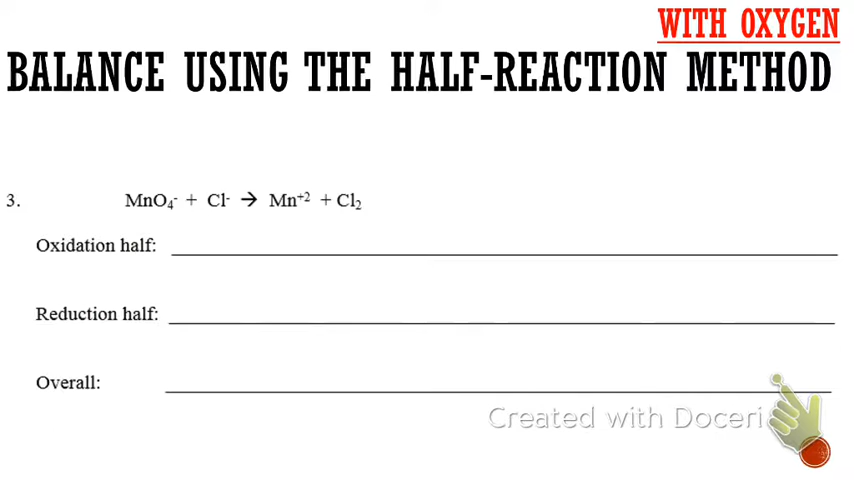 WITH OXYGEN
BALANCE USING THE HALF-REACTION METHOD
3. MnO₄⁻ + Cl⁻ → Mn⁺² + Cl₂
Oxidation half:
Reduction half:
Overall:
Created with Doceri